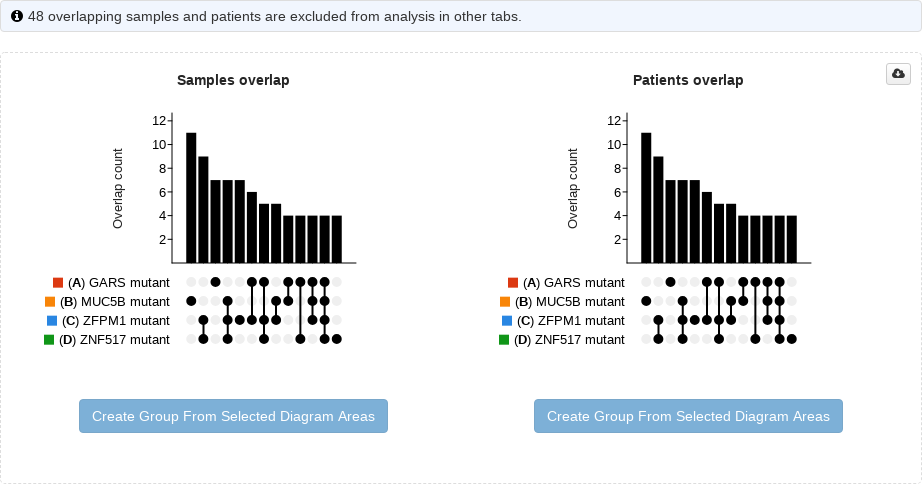 48 overlapping samples and patients are excluded from analysis in other tabs.
Samples overlap
12
10
8
6
4
2
Overlap count
(A) GARS mutant
(B) MUC5B mutant
(C) ZFPM1 mutant
(D) ZNF517 mutant
Create Group From Selected Diagram Areas
Patients overlap
12
10
8
6
4
2
Overlap count
(A) GARS mutant
(B) MUC5B mutant
(C) ZFPM1 mutant
(D) ZNF517 mutant
Create Group From Selected Diagram Areas